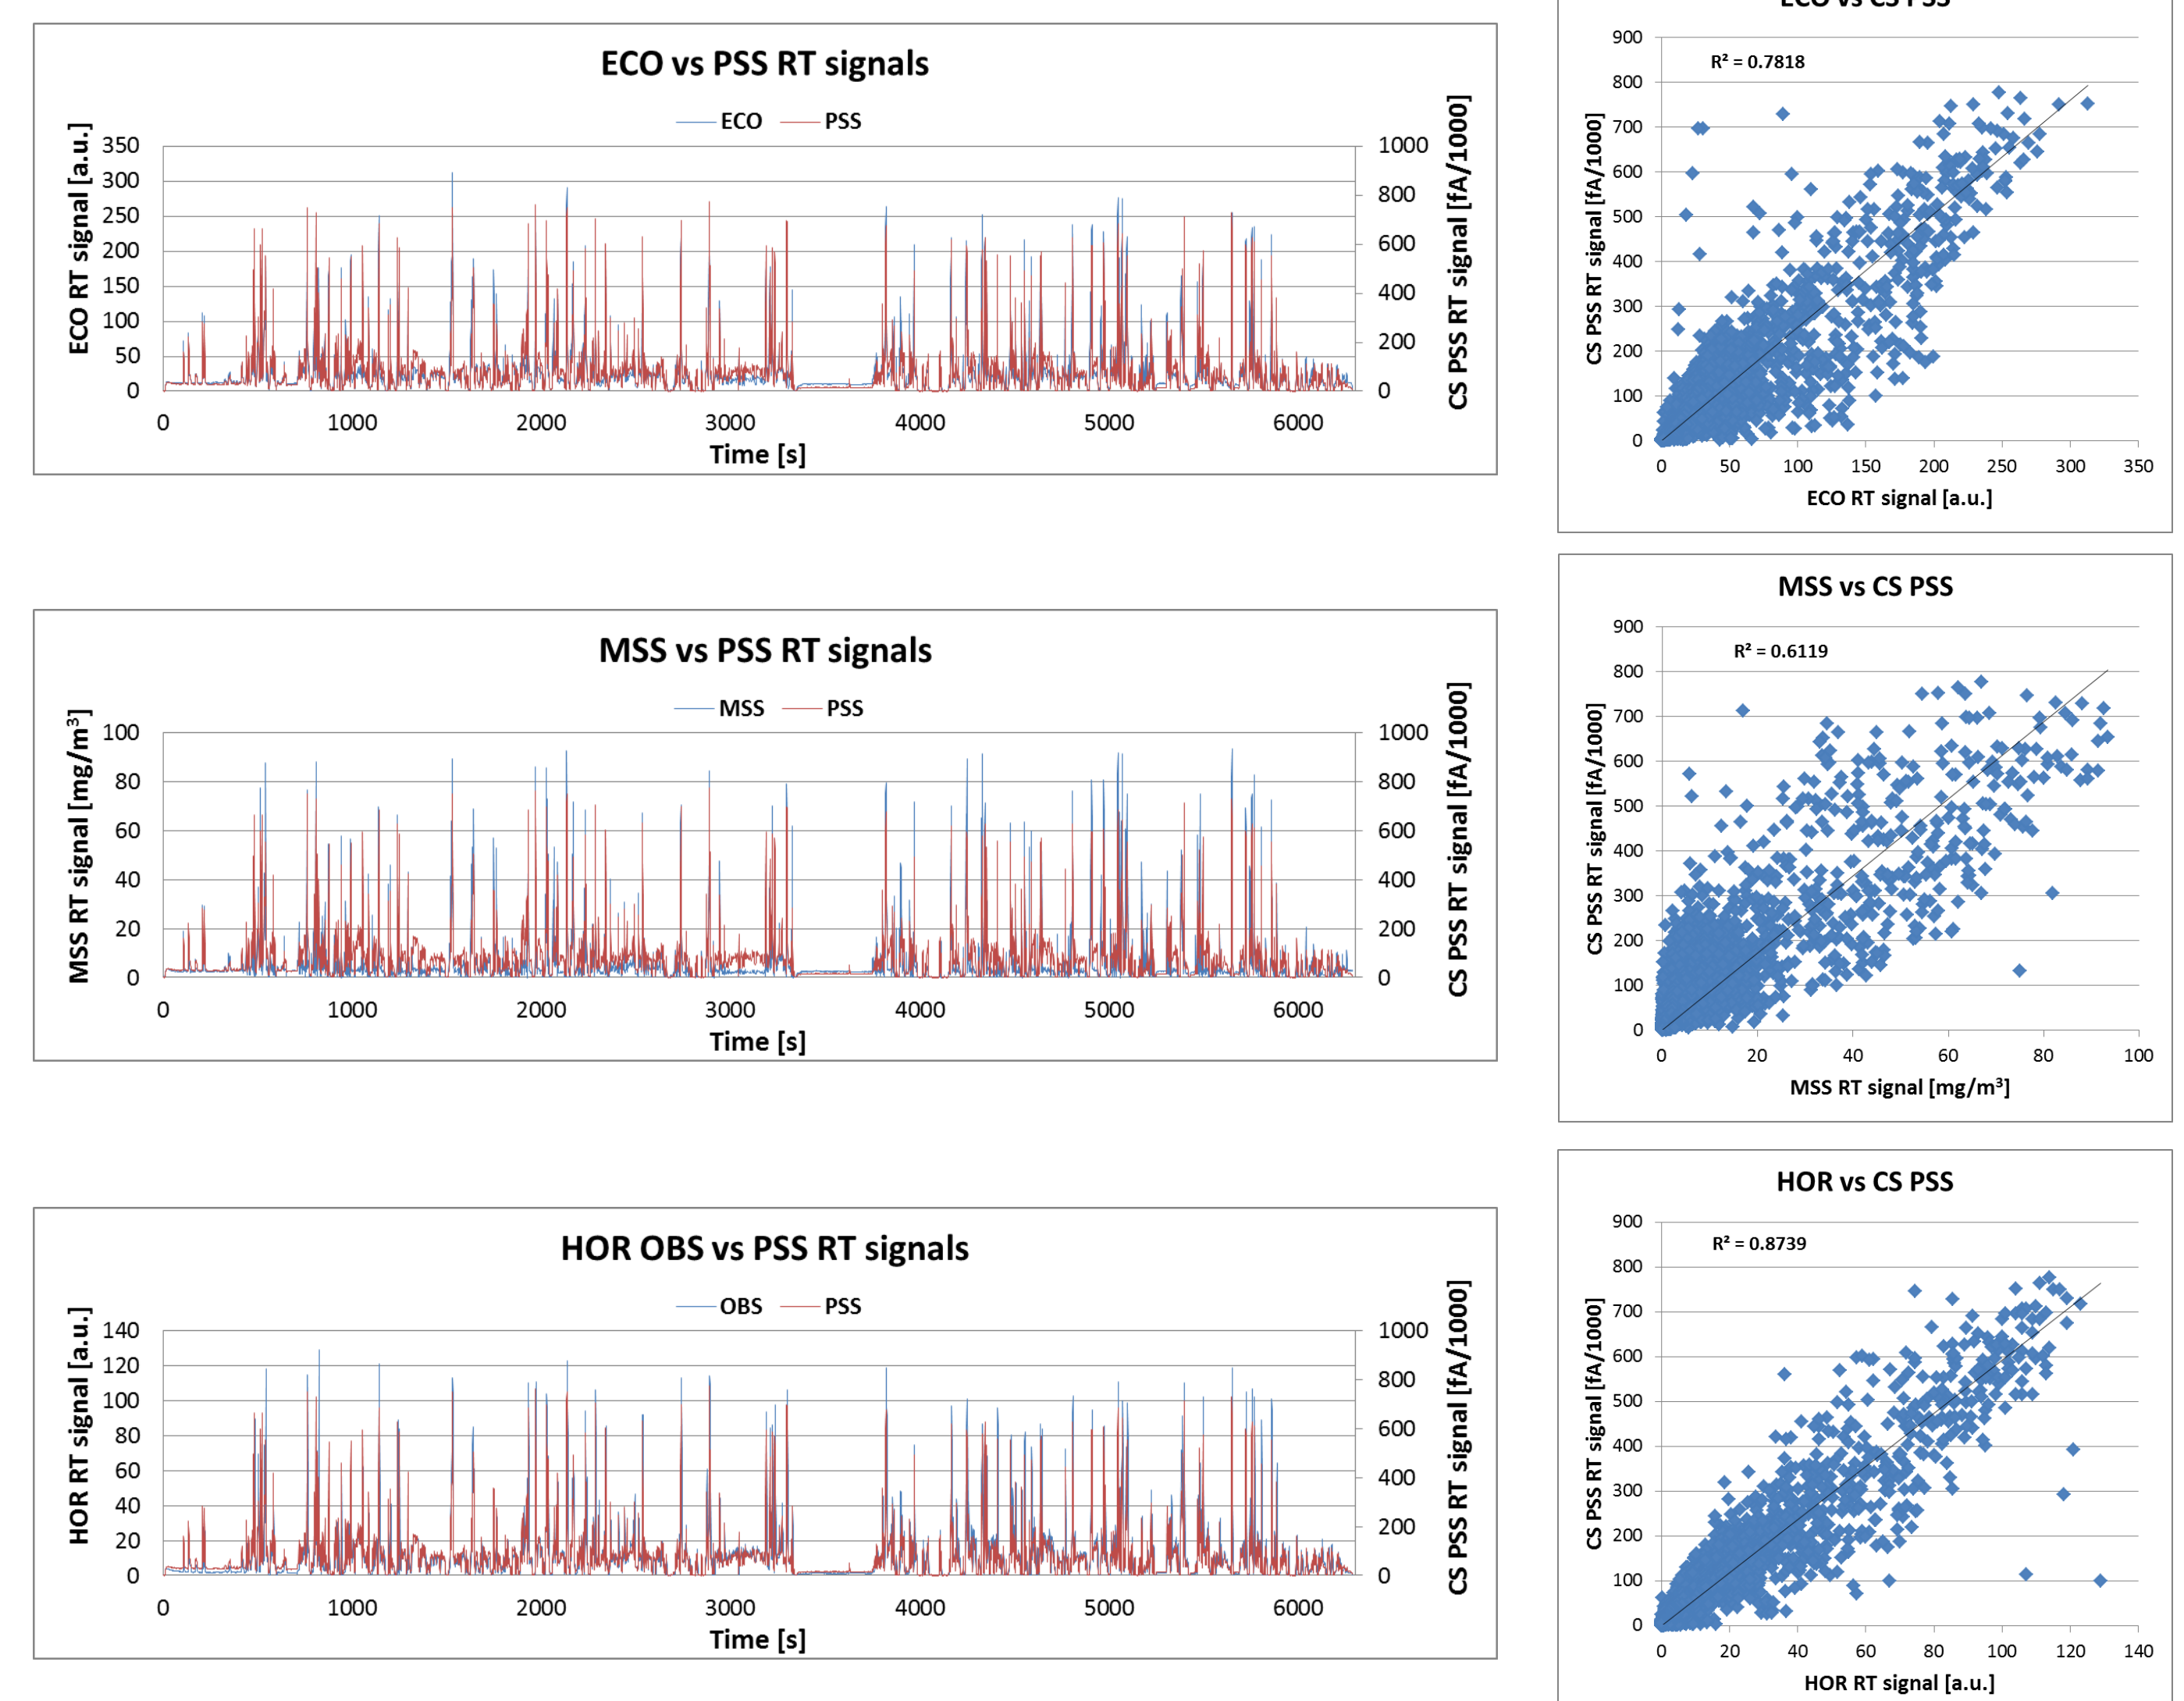 ECO vs PSS RT signals
ECO PSS
ECO RT signal [a.u.]
350
300
250
200
150
100
50
0
1000
800
600
400
200
0
CS PSS RT signal [fA/1000]
0 1000 2000 3000 4000 5000 6000
Time [s]
ECO vs CS PSS
R² = 0.7818
CS PSS RT signal [fA/1000]
900
800
700
600
500
400
300
200
100
0
0 50 100 150 200 250 300 350
ECO RT signal [a.u.]
MSS vs PSS RT signals
MSS PSS
MSS RT signal [mg/m³]
100
80
60
40
20
0
1000
800
600
400
200
0
CS PSS RT signal [fA/1000]
0 1000 2000 3000 4000 5000 6000
Time [s]
MSS vs CS PSS
R² = 0.6119
CS PSS RT signal [fA/1000]
900
800
700
600
500
400
300
200
100
0
0 20 40 60 80 100
MSS RT signal [mg/m³]
HOR OBS vs PSS RT signals
OBS PSS
HOR RT signal [a.u.]
140
120
100
80
60
40
20
0
1000
800
600
400
200
0
CS PSS RT signal [fA/1000]
0 1000 2000 3000 4000 5000 6000
Time [s]
HOR vs CS PSS
R² = 0.8739
CS PSS RT signal [fA/1000]
900
800
700
600
500
400
300
200
100
0
0 20 40 60 80 100 120 140
HOR RT signal [a.u.]